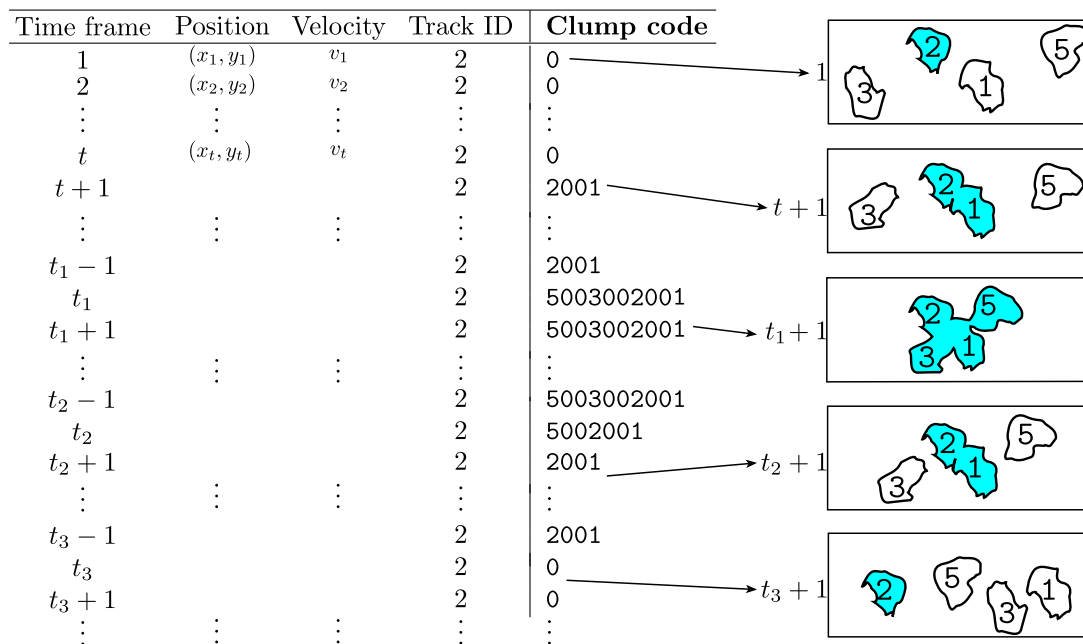 Time frame Position Velocity Track ID Clump code
1 (x₁, y₁) v₁ 2 0
2 (x₂, y₂) v₂ 2 0
⋮ ⋮ ⋮ ⋮ ⋮
t (xₜ, yₜ) vₜ 2 0
t + 1 2 2001
⋮ ⋮ ⋮ ⋮ ⋮
t₁ − 1 2 2001
t₁ 2 5003002001
t₁ + 1 2 5003002001
⋮ ⋮ ⋮ ⋮ ⋮
t₂ − 1 2 5003002001
t₂ 2 5002001
t₂ + 1 2 2001
⋮ ⋮ ⋮ ⋮ ⋮
t₃ − 1 2 2001
t₃ 2 0
t₃ + 1 2 0
⋮ ⋮ ⋮ ⋮ ⋮
1 3 2 1 5
t + 1 3 2 1 5
t₁ + 1 2 5 3 1
t₂ + 1 3 2 1 5
t₃ + 1 2 5 3 1